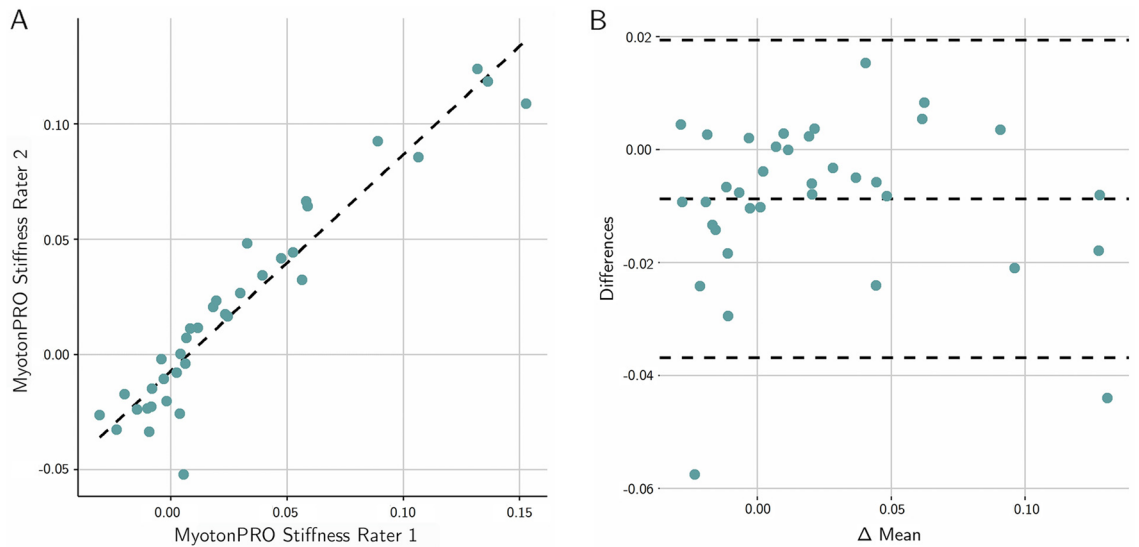 A
MyotonPRO Stiffness Rater 2
0.10
0.05
0.00
-0.05
0.00
0.05
0.10
0.15
MyotonPRO Stiffness Rater 1
B
Differences
0.02
0.00
-0.02
-0.04
-0.06
0.00
0.05
0.10
Δ Mean